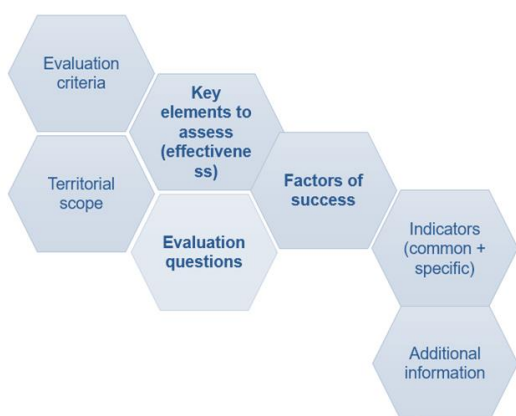 Evaluation
criteria
Key
elements to
assess
(effectivene
ss)
Territorial
scope
Evaluation
questions
Factors of
success
Indicators
(common +
specific)
Additional
information